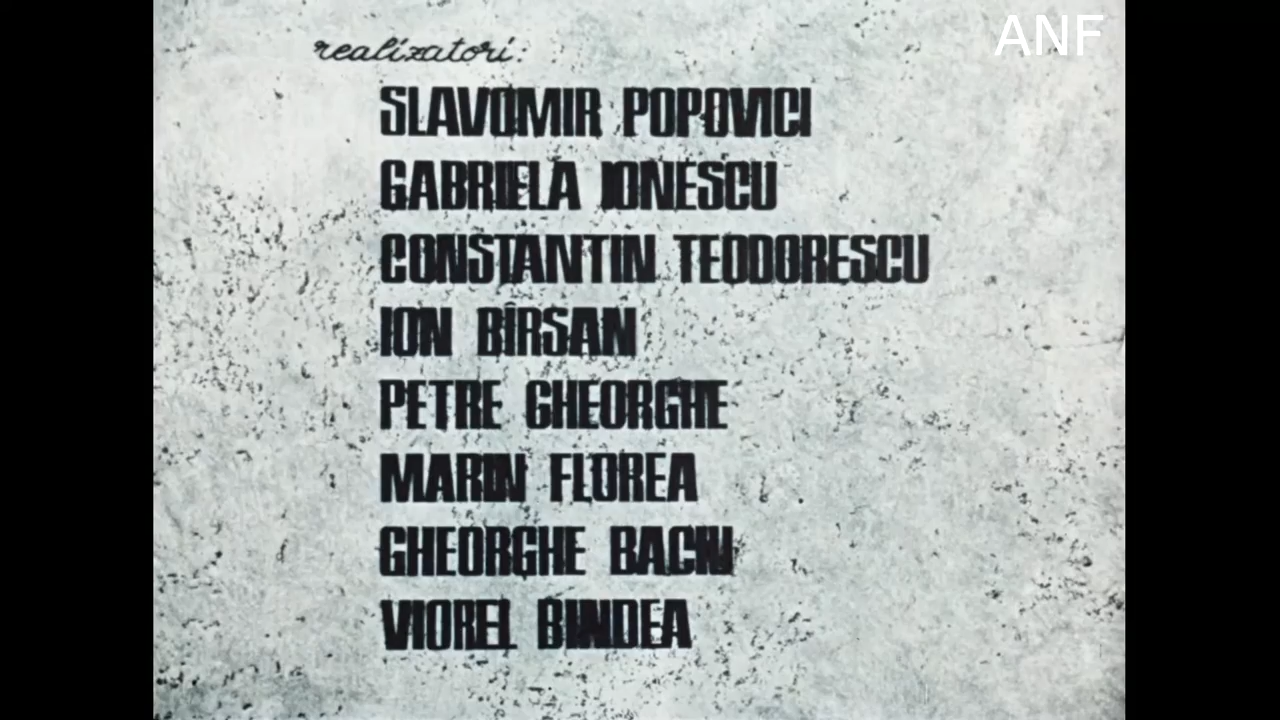 ANF
realizatori:
SLAVOMIR POPOVICI
GABRIELA IONESCU
CONSTANTIN TEODORESCU
ION BÎRSAN
PETRE GHEORGHE
MARIN FLOREA
GHEORGHE BACIU
VIOREL BINDEA